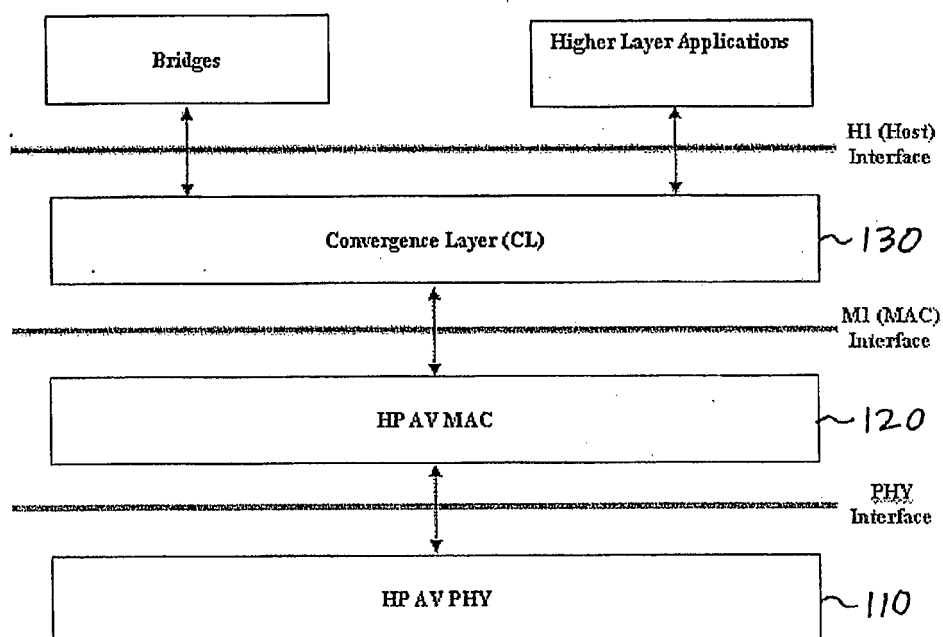 Bridges
Higher Layer Applications
H1 (Host)
Interface
Convergence Layer (CL)
130
M1 (MAC)
Interface
HP AV MAC
120
PHY
Interface
HP AV PHY
110